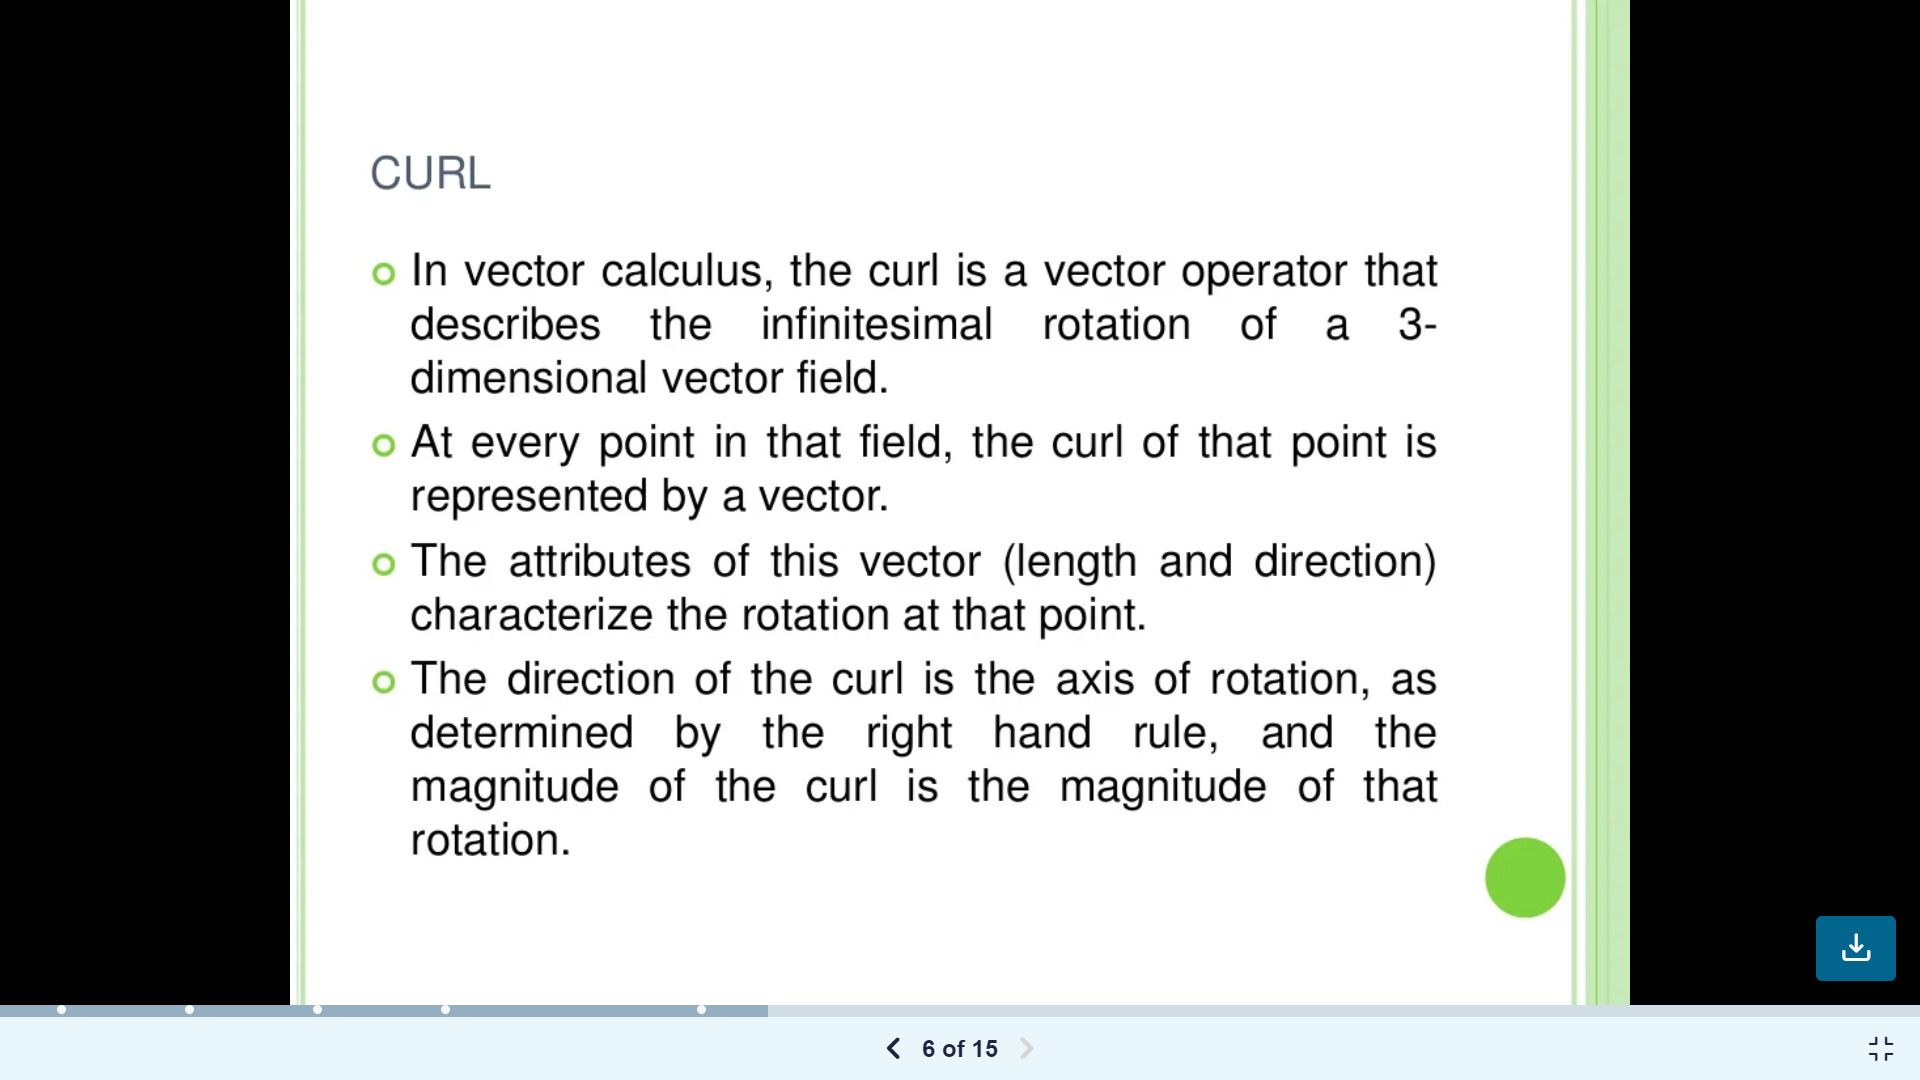 CURL
In vector calculus, the curl is a vector operator that
describes the infinitesimal rotation of a 3-
dimensional vector field.
At every point in that field, the curl of that point is
represented by a vector.
The attributes of this vector (length and direction)
characterize the rotation at that point.
The direction of the curl is the axis of rotation, as
determined by the right hand rule, and the
magnitude of the curl is the magnitude of that
rotation.
6 of 15